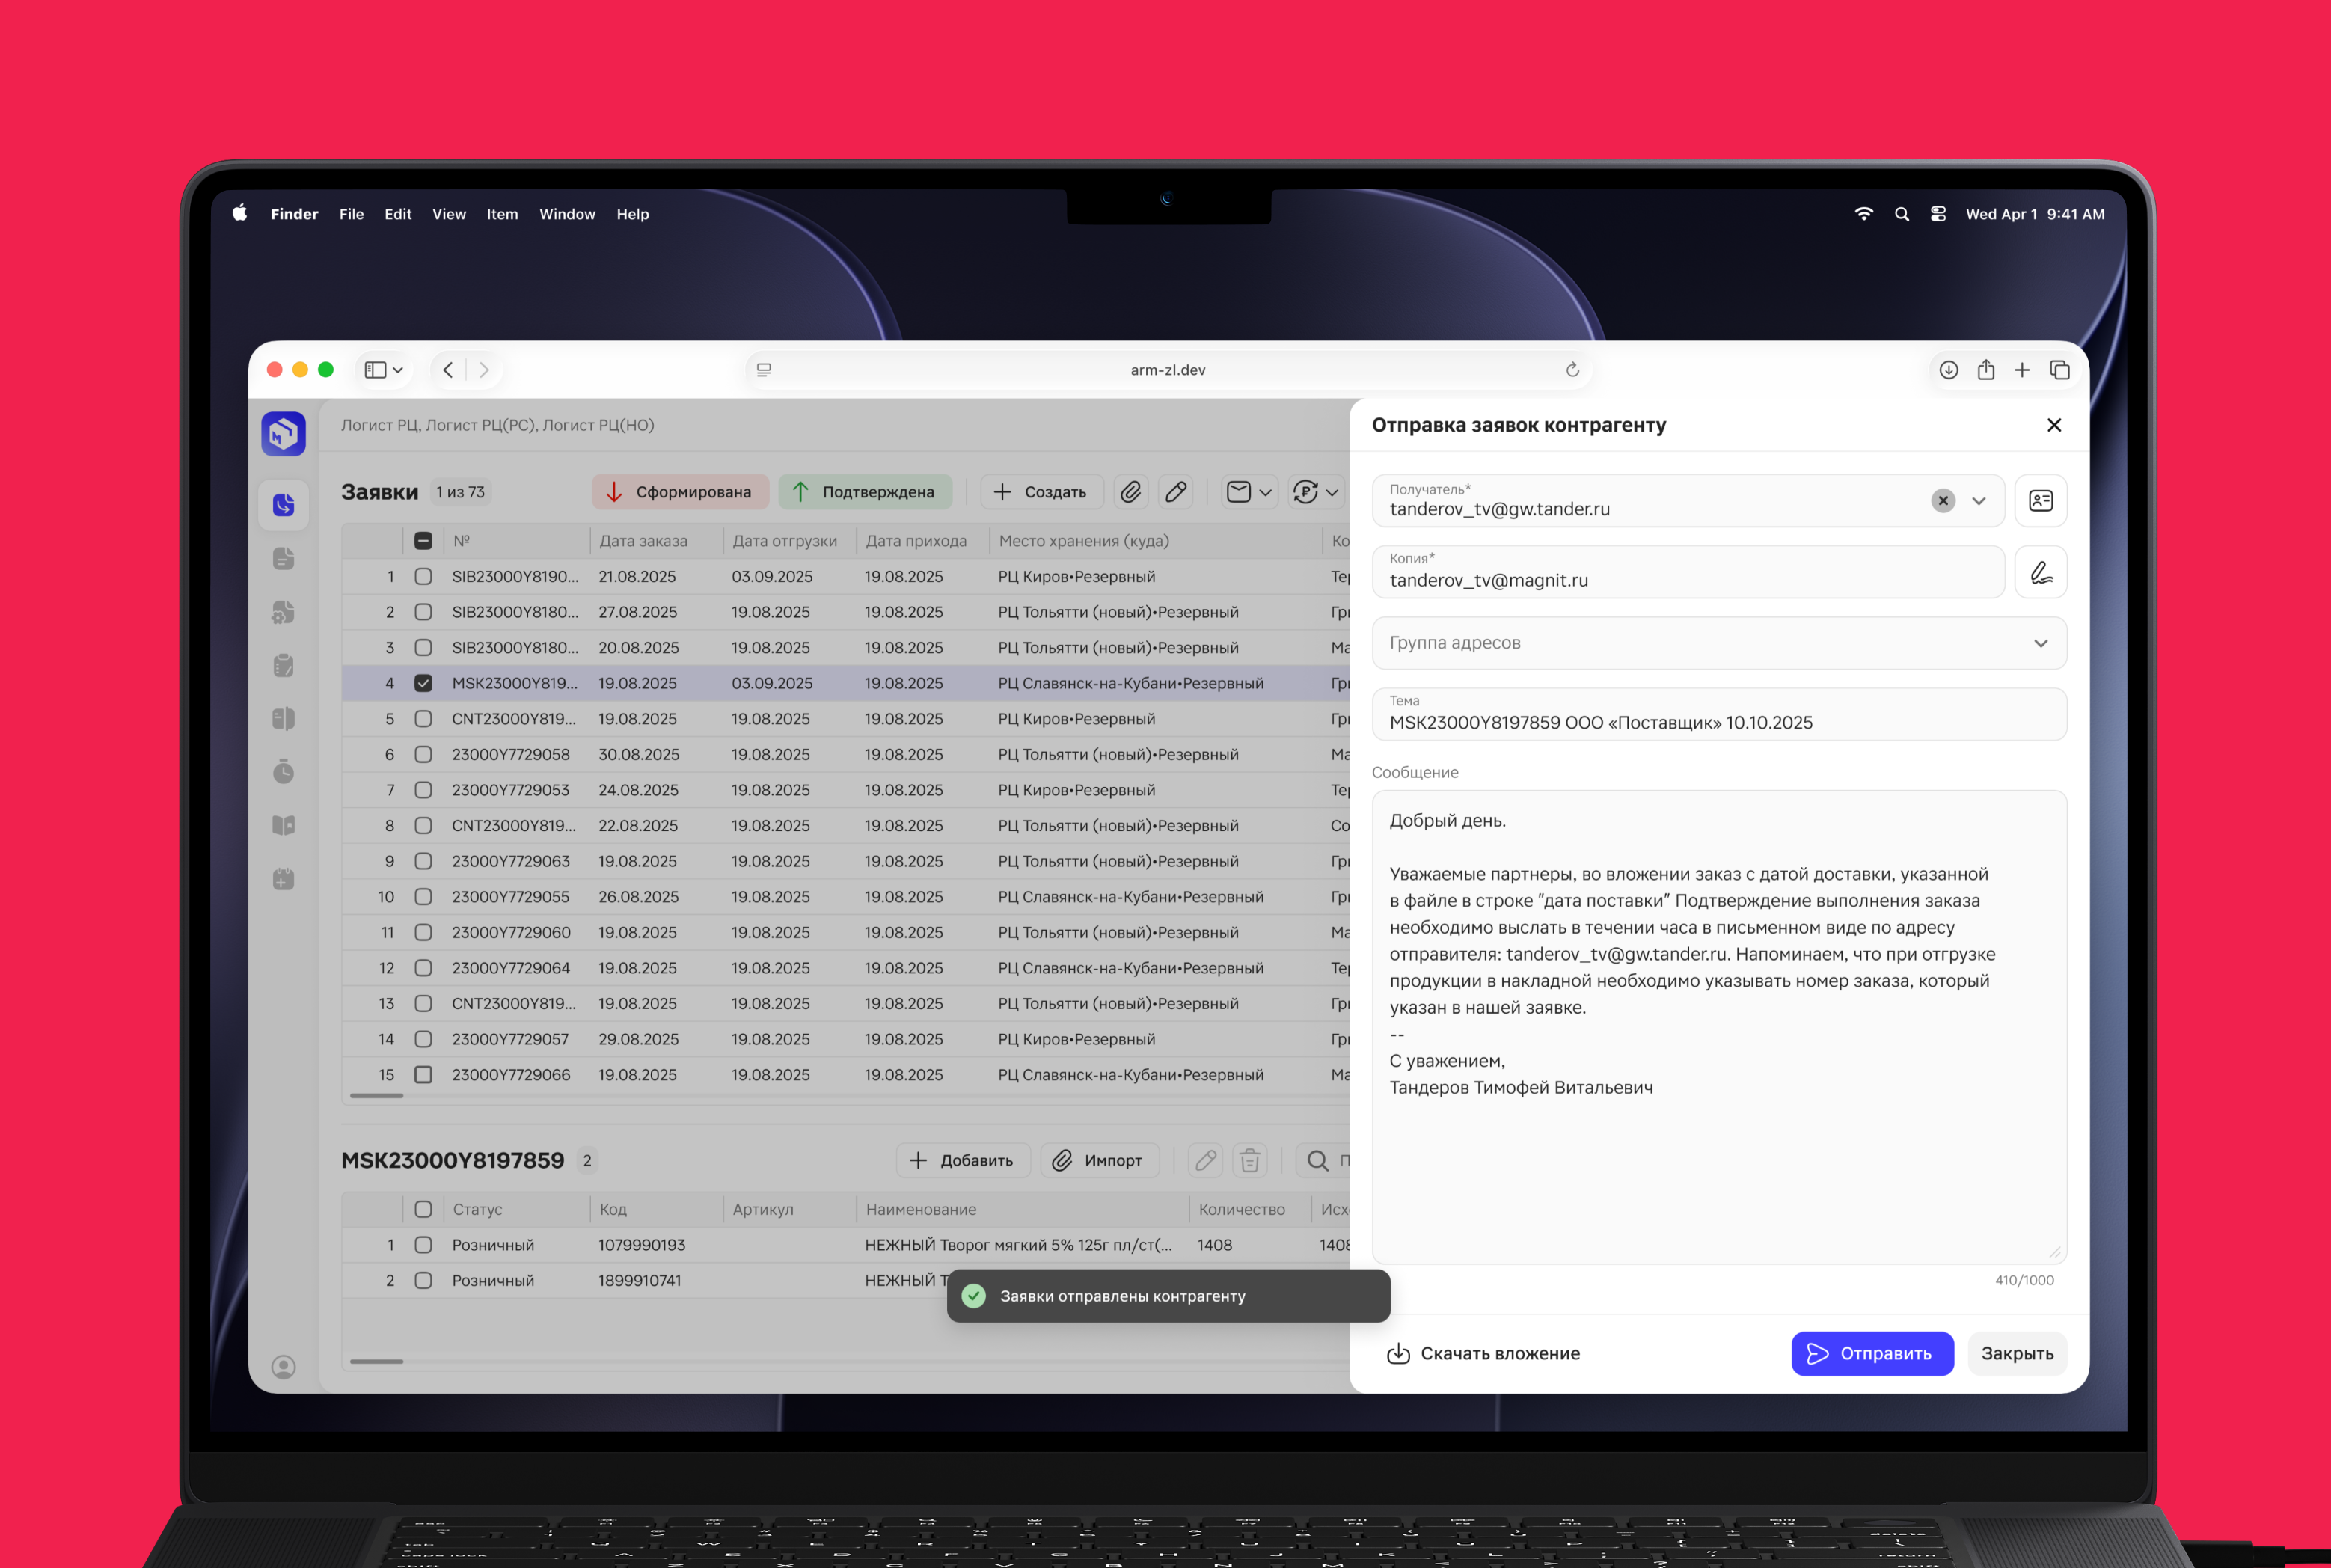 Finder File Edit View Item Window Help
Wed Apr 1 9:41 AM
arm-zl.dev
Логист РЦ, Логист РЦ(РС), Логист РЦ(НО)
Заявки 1 из 73 Сформирована Подтверждена Создать
№ Дата заказа Дата отгрузки Дата прихода Место хранения (куда) Ко
1 SIB23000Y8190... 21.08.2025 03.09.2025 19.08.2025 РЦ Киров•Резервный Тер
2 SIB23000Y8180... 27.08.2025 19.08.2025 19.08.2025 РЦ Тольятти (новый)•Резервный Гри
3 SIB23000Y8180... 20.08.2025 19.08.2025 19.08.2025 РЦ Тольятти (новый)•Резервный Ма
4 MSK23000Y819... 19.08.2025 03.09.2025 19.08.2025 РЦ Славянск-на-Кубани•Резервный Гри
5 CNT23000Y819... 19.08.2025 19.08.2025 19.08.2025 РЦ Киров•Резервный Гри
6 23000Y7729058 30.08.2025 19.08.2025 19.08.2025 РЦ Тольятти (новый)•Резервный Ма
7 23000Y7729053 24.08.2025 19.08.2025 19.08.2025 РЦ Киров•Резервный Тер
8 CNT23000Y819... 22.08.2025 19.08.2025 19.08.2025 РЦ Тольятти (новый)•Резервный Со
9 23000Y7729063 19.08.2025 19.08.2025 19.08.2025 РЦ Тольятти (новый)•Резервный Гри
10 23000Y7729055 26.08.2025 19.08.2025 19.08.2025 РЦ Славянск-на-Кубани•Резервный Гри
11 23000Y7729060 19.08.2025 19.08.2025 19.08.2025 РЦ Тольятти (новый)•Резервный Ма
12 23000Y7729064 19.08.2025 19.08.2025 19.08.2025 РЦ Славянск-на-Кубани•Резервный Тер
13 CNT23000Y819... 19.08.2025 19.08.2025 19.08.2025 РЦ Тольятти (новый)•Резервный Гри
14 23000Y7729057 29.08.2025 19.08.2025 19.08.2025 РЦ Киров•Резервный Гри
15 23000Y7729066 19.08.2025 19.08.2025 19.08.2025 РЦ Славянск-на-Кубани•Резервный Ма
MSK23000Y8197859 2 Добавить Импорт П
Статус Код Артикул Наименование Количество Исх
1 Розничный 1079990193 НЕЖНЫЙ Творог мягкий 5% 125г пл/ст(... 1408 1408
2 Розничный 1899910741 НЕЖНЫЙ Т
Заявки отправлены контрагенту
Отправка заявок контрагенту
Получатель*
tanderov_tv@gw.tander.ru
Копия*
tanderov_tv@magnit.ru
Группа адресов
Тема
MSK23000Y8197859 ООО «Поставщик» 10.10.2025
Сообщение
Добрый день.
Уважаемые партнеры, во вложении заказ с датой доставки, указанной
в файле в строке "дата поставки" Подтверждение выполнения заказа
необходимо выслать в течении часа в письменном виде по адресу
отправителя: tanderov_tv@gw.tander.ru. Напоминаем, что при отгрузке
продукции в накладной необходимо указывать номер заказа, который
указан в нашей заявке.
--
С уважением,
Тандеров Тимофей Витальевич
410/1000
Скачать вложение Отправить Закрыть